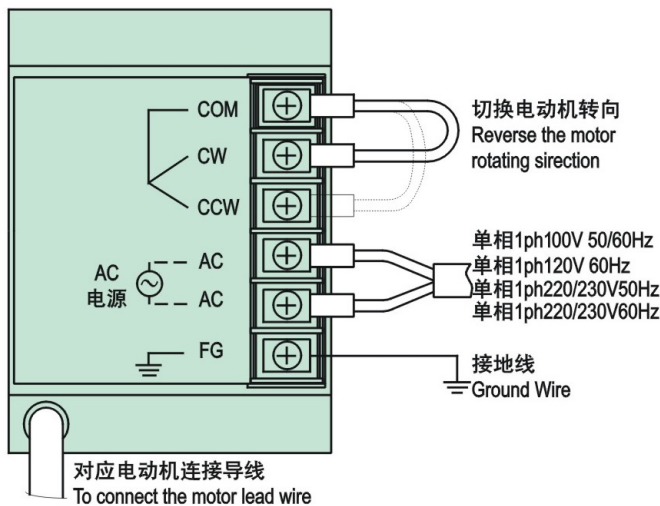 COM
CW
CCW
AC
AC
电源
AC
FG
切换电动机转向
Reverse the motor
rotating sirection
单相1ph100V 50/60Hz
单相1ph120V 60Hz
单相1ph220/230V50Hz
单相1ph220/230V60Hz
接地线
Ground Wire
对应电动机连接导线
To connect the motor lead wire